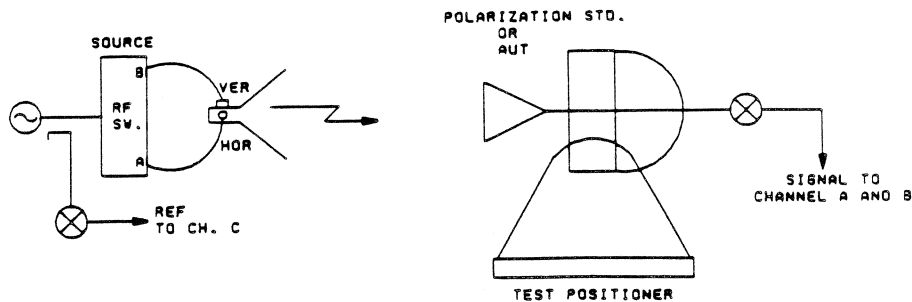 SOURCE
B
VER
RF
SW.
HOR
A
REF
TO CH. C
POLARIZATION STD.
OR
AUT
SIGNAL TO
CHANNEL A AND B
TEST POSITIONER